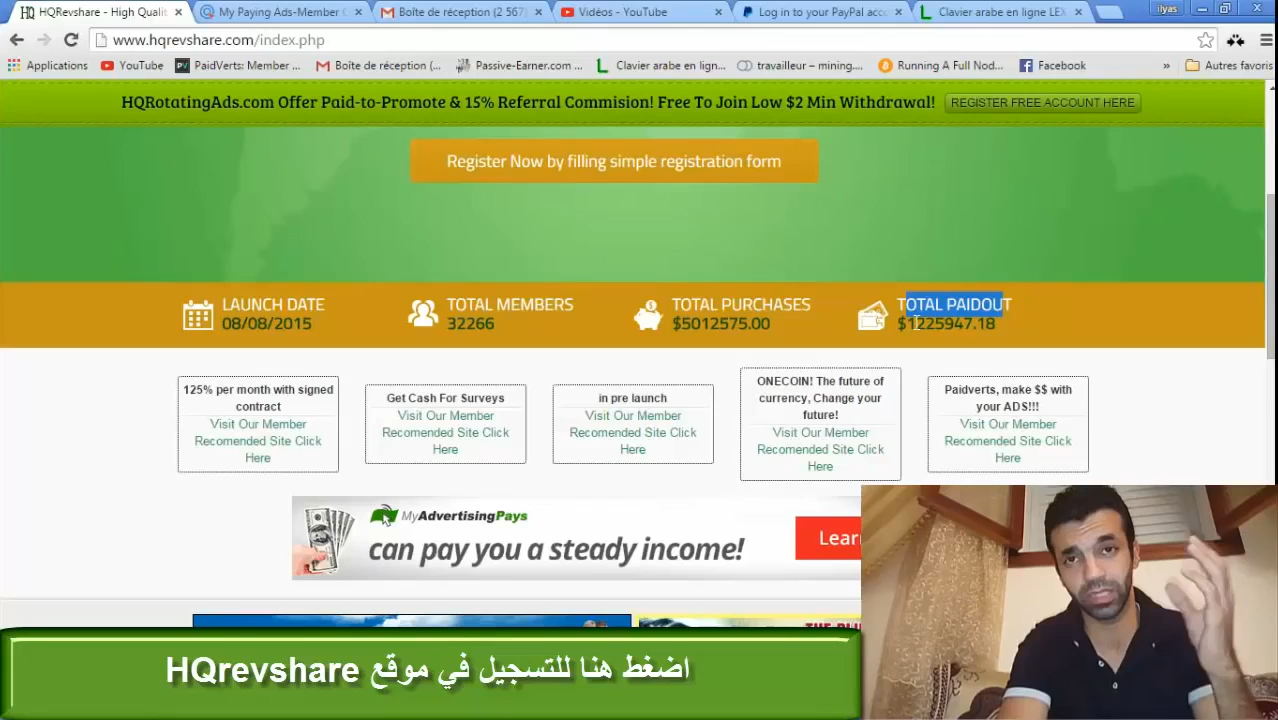 HQRevshare - High Qualit
My Paying Ads-Member C
Boîte de réception (2 567
Vidéos - YouTube
Log in to your PayPal acc
Clavier arabe en ligne LEX
ilyas
www.hqrevshare.com/index.php
Applications
YouTube
PaidVerts: Member ...
Boîte de réception (...
Passive-Earner.com ...
Clavier arabe en lign...
travailleur – mining....
Running A Full Nod...
Facebook
»
Autres favoris
HQRotatingAds.com Offer Paid-to-Promote & 15% Referral Commision! Free To Join Low $2 Min Withdrawal!
REGISTER FREE ACCOUNT HERE
Register Now by filling simple registration form
LAUNCH DATE
08/08/2015
TOTAL MEMBERS
32266
TOTAL PURCHASES
$5012575.00
TOTAL PAIDOUT
$1225947.18
125% per month with signed
contract
Visit Our Member
Recomended Site Click
Here
Get Cash For Surveys
Visit Our Member
Recomended Site Click
Here
in pre launch
Visit Our Member
Recomended Site Click
Here
ONECOIN! The future of
currency, Change your
future!
Visit Our Member
Recomended Site Click
Here
Paidverts, make $$ with
your ADS!!!
Visit Our Member
Recomended Site Click
Here
MyAdvertisingPays
can pay you a steady income!
Lear
اضغط هنا للتسجيل في موقع HQrevshare